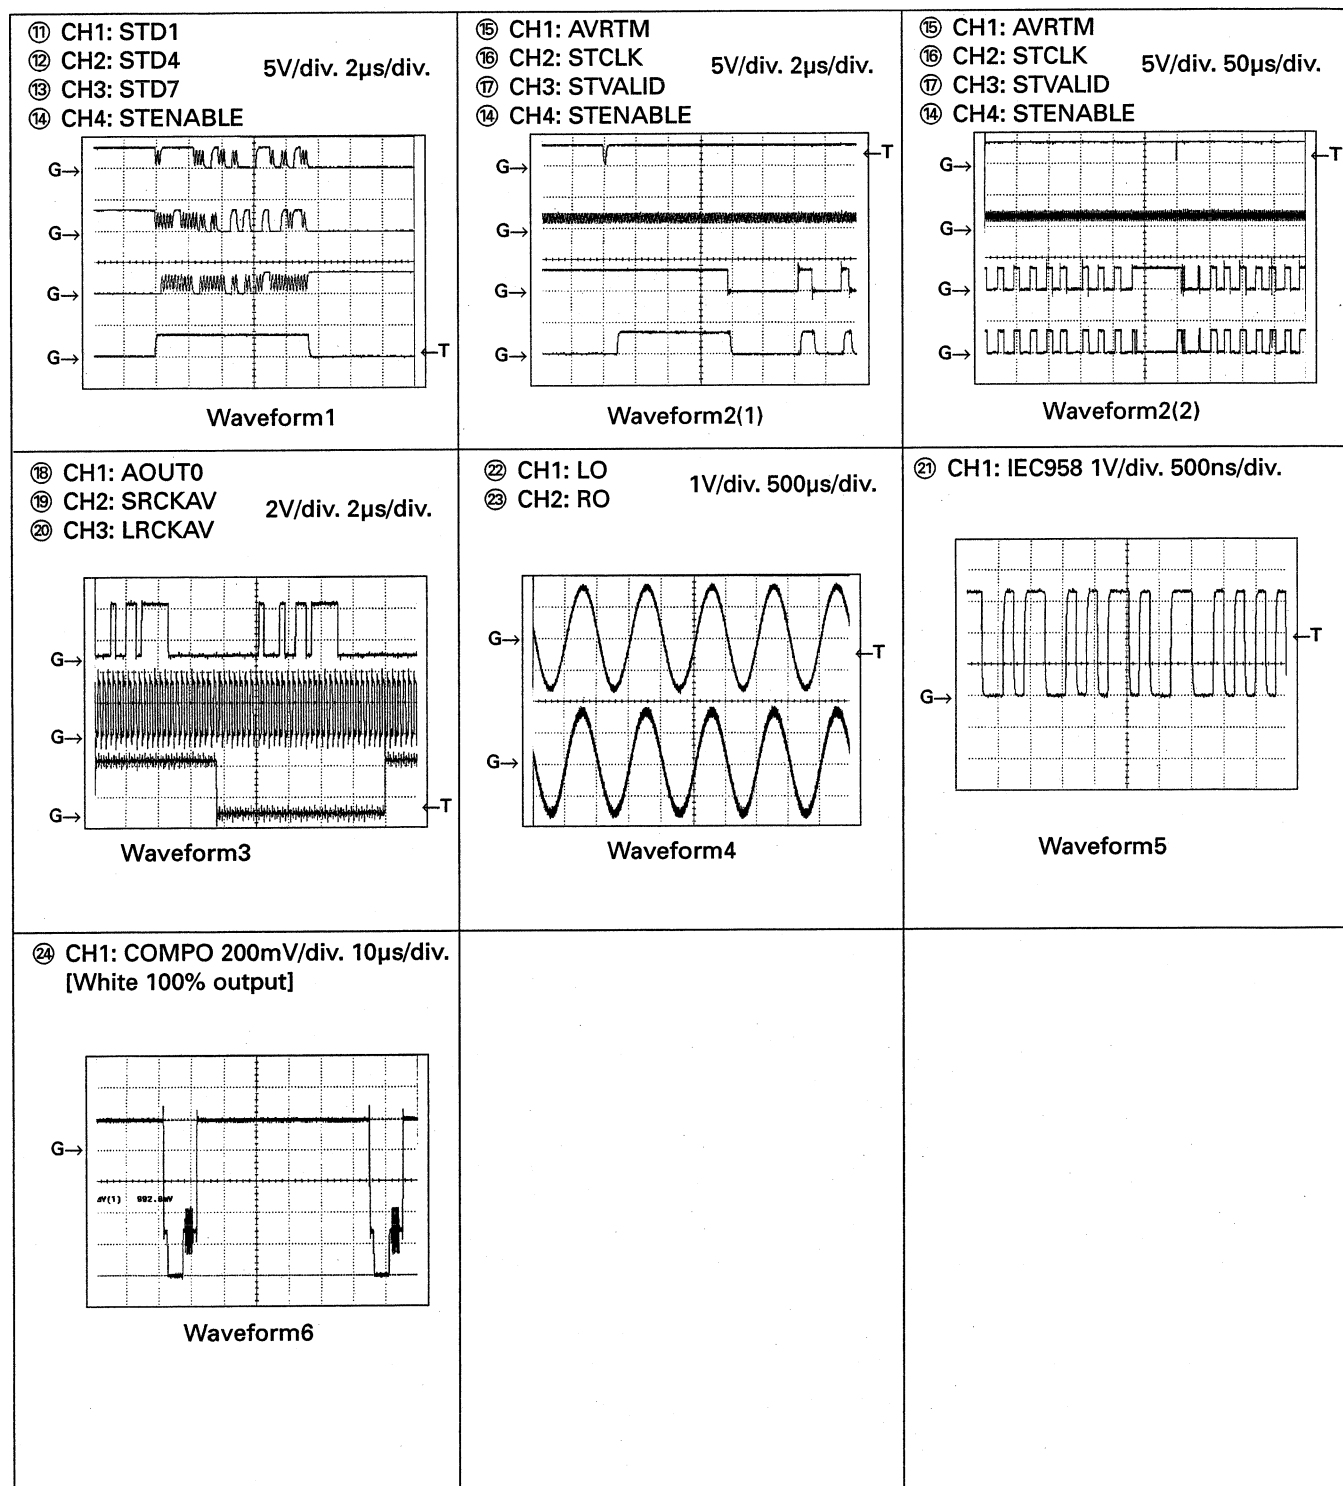 ⑪ CH1: STD1
⑫ CH2: STD4
⑬ CH3: STD7
⑭ CH4: STENABLE
5V/div. 2µs/div.
G→
G→
G→
G→
←T
Waveform1
⑮ CH1: AVRTM
⑯ CH2: STCLK
⑰ CH3: STVALID
⑭ CH4: STENABLE
5V/div. 2µs/div.
G→
G→
G→
G→
←T
Waveform2(1)
⑮ CH1: AVRTM
⑯ CH2: STCLK
⑰ CH3: STVALID
⑭ CH4: STENABLE
5V/div. 50µs/div.
G→
G→
G→
G→
←T
Waveform2(2)
⑱ CH1: AOUT0
⑲ CH2: SRCKAV
⑳ CH3: LRCKAV
2V/div. 2µs/div.
G→
G→
G→
←T
Waveform3
㉒ CH1: LO
㉓ CH2: RO
1V/div. 500µs/div.
G→
G→
←T
Waveform4
㉑ CH1: IEC958 1V/div. 500ns/div.
G→
←T
Waveform5
㉔ CH1: COMPO 200mV/div. 10µs/div.
[White 100% output]
G→
Waveform6